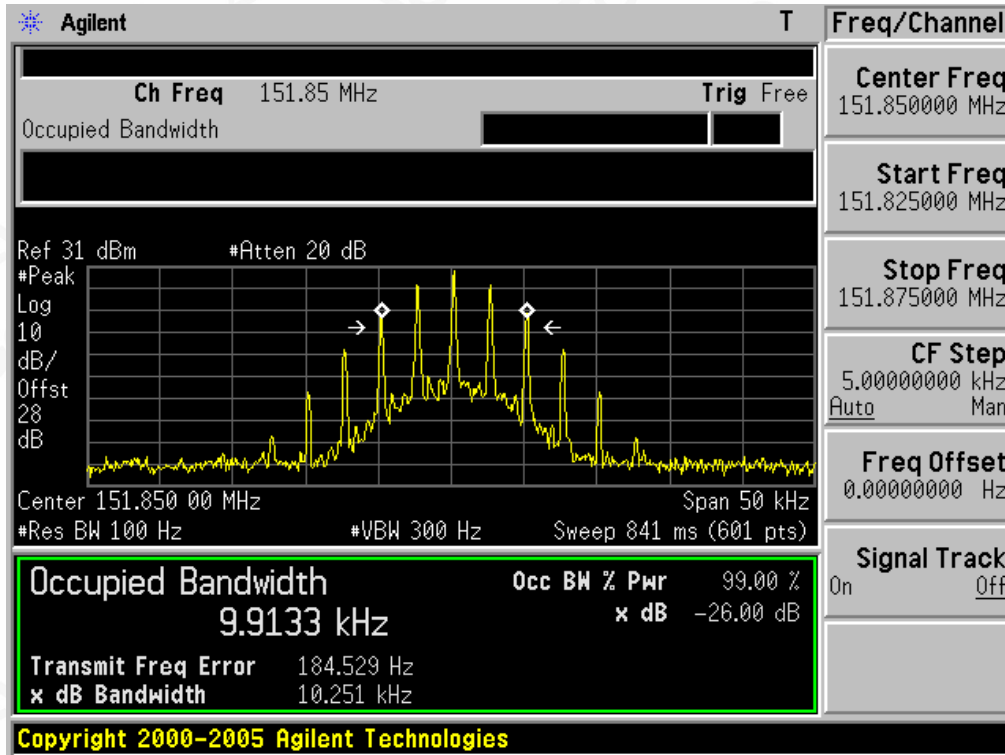 Agilent T Freq/Channel
Ch Freq 151.85 MHz Trig Free
Occupied Bandwidth
Center Freq
151.850000 MHz
Start Freq
151.825000 MHz
Ref 31 dBm #Atten 20 dB
#Peak
Log
10
dB/
Offst
28
dB
Stop Freq
151.875000 MHz
CF Step
5.00000000 kHz
Auto Man
Center 151.850 00 MHz Span 50 kHz
#Res BW 100 Hz #VBW 300 Hz Sweep 841 ms (601 pts)
Freq Offset
0.00000000 Hz
Occupied Bandwidth Occ BW % Pwr 99.00 %
9.9133 kHz x dB -26.00 dB
Transmit Freq Error 184.529 Hz
x dB Bandwidth 10.251 kHz
Signal Track
On Off
Copyright 2000-2005 Agilent Technologies